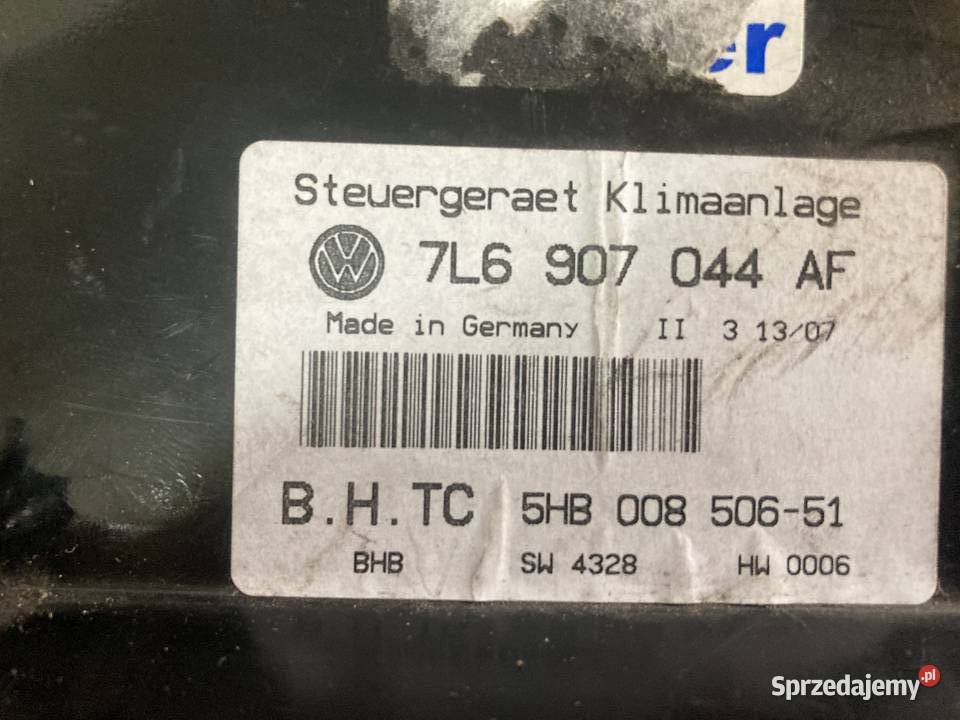 er
Steuergeraet Klimaanlage
7L6 907 044 AF
Made in Germany II 3 13/07
B.H.TC 5HB 008 506-51
BHB SW 4328 HW 0006
Sprzedajemy.pl